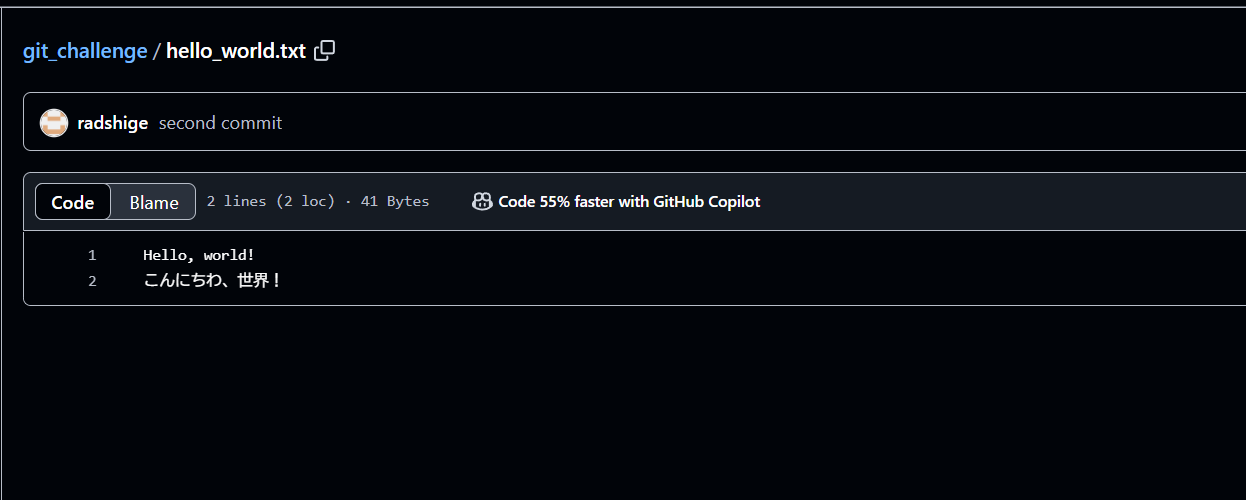 git_challenge / hello_world.txt
radshige second commit
Code Blame 2 lines (2 loc) · 41 Bytes Code 55% faster with GitHub Copilot
1 Hello, world!
2 こんにちわ、世界！